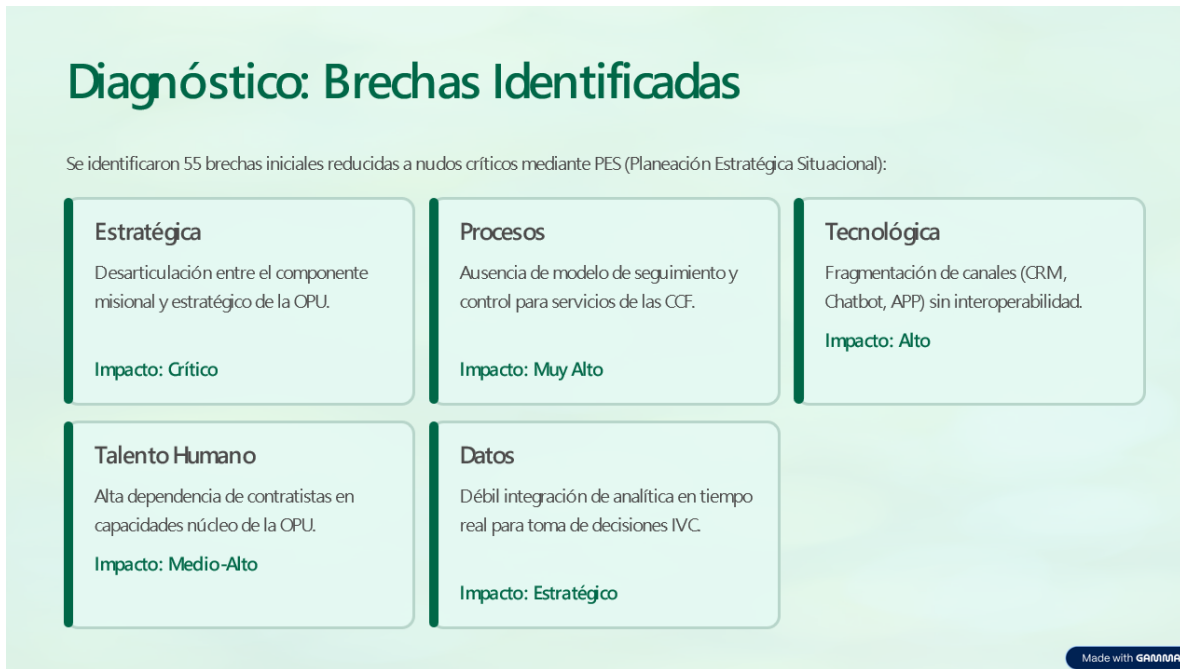 Diagnóstico: Brechas Identificadas
Se identificaron 55 brechas iniciales reducidas a nudos críticos mediante PES (Planeación Estratégica Situacional):
Estratégica
Desarticulación entre el componente
misional y estratégico de la OPU.
Impacto: Crítico
Procesos
Ausencia de modelo de seguimiento y
control para servicios de las CCF.
Impacto: Muy Alto
Tecnológica
Fragmentación de canales (CRM,
Chatbot, APP) sin interoperabilidad.
Impacto: Alto
Talento Humano
Alta dependencia de contratistas en
capacidades núcleo de la OPU.
Impacto: Medio-Alto
Datos
Débil integración de analítica en tiempo
real para toma de decisiones IVC.
Impacto: Estratégico
Made with GAMMA